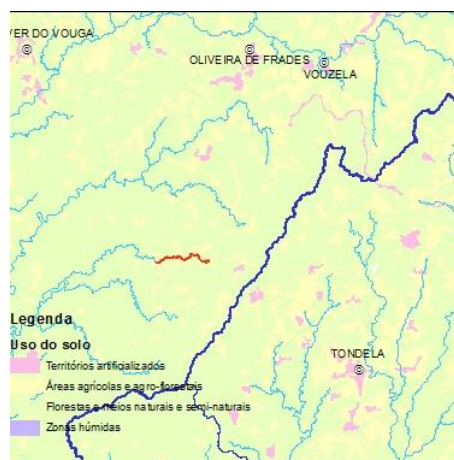 VER DO VOUGA
OLIVEIRA DE FRADES
VOUZELA
Legenda
Uso do solo
Territórios artificializados
TONDELA
Áreas agrícolas e agro-florestais
Florestas e meios naturais e semi-naturais
Zonas húmidas